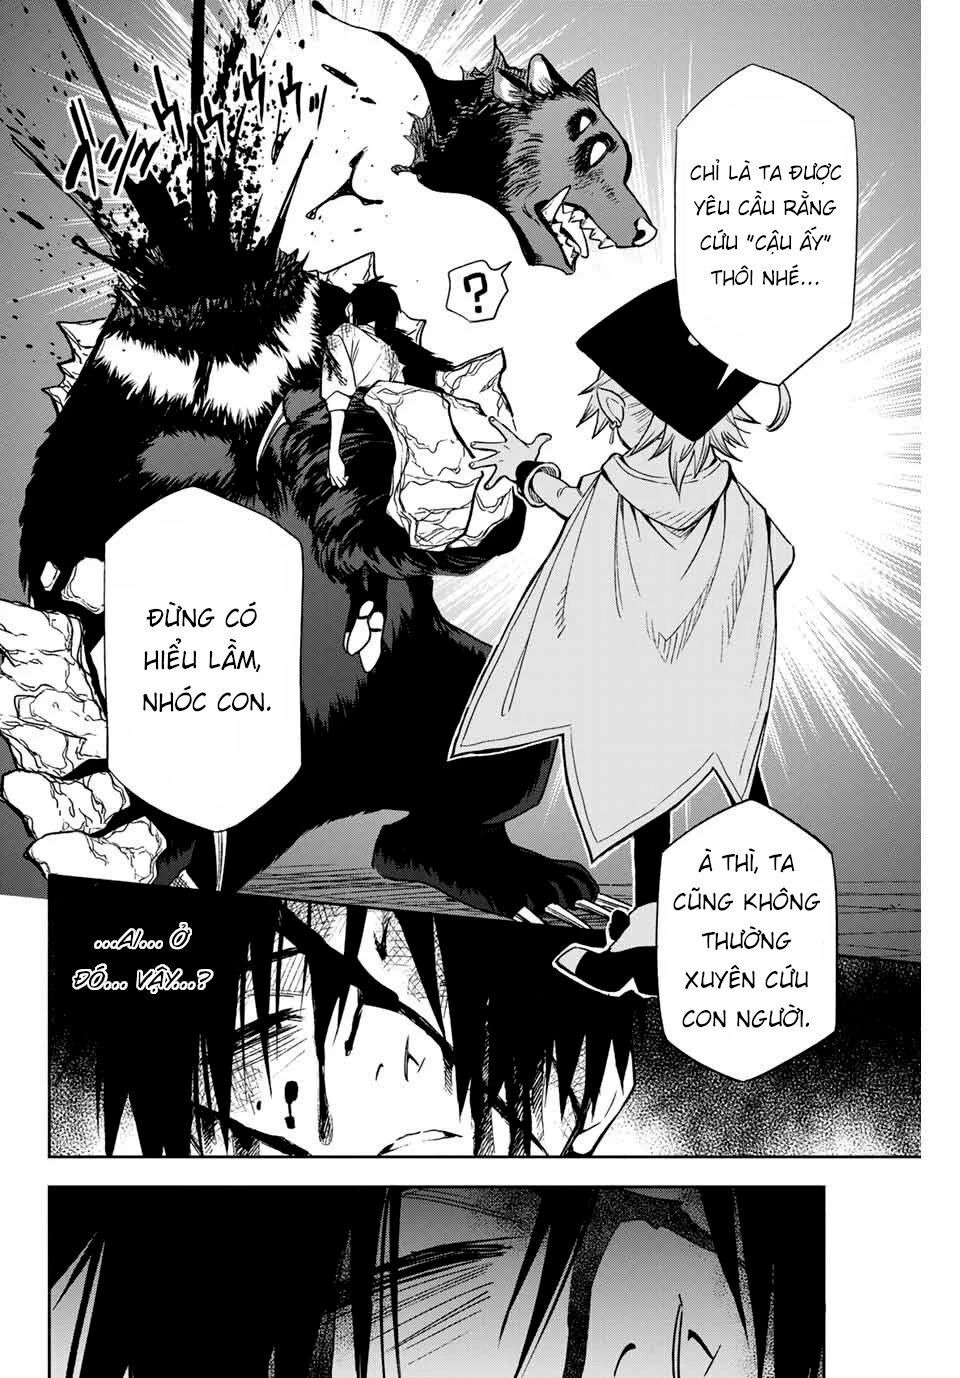 CHỈ LÀ TA ĐƯỢC
YÊU CẦU RẰNG
CỨU "CẬU ẤY"
THÔI NHÉ...
?
ĐỪNG CÓ
HIỂU LẦM,
NHÓC CON.
À THÌ, TA
CŨNG KHÔNG
THƯỜNG
XUYÊN CỨU
CON NGƯỜI.
...AI... Ở
ĐÓ... VẬY...?